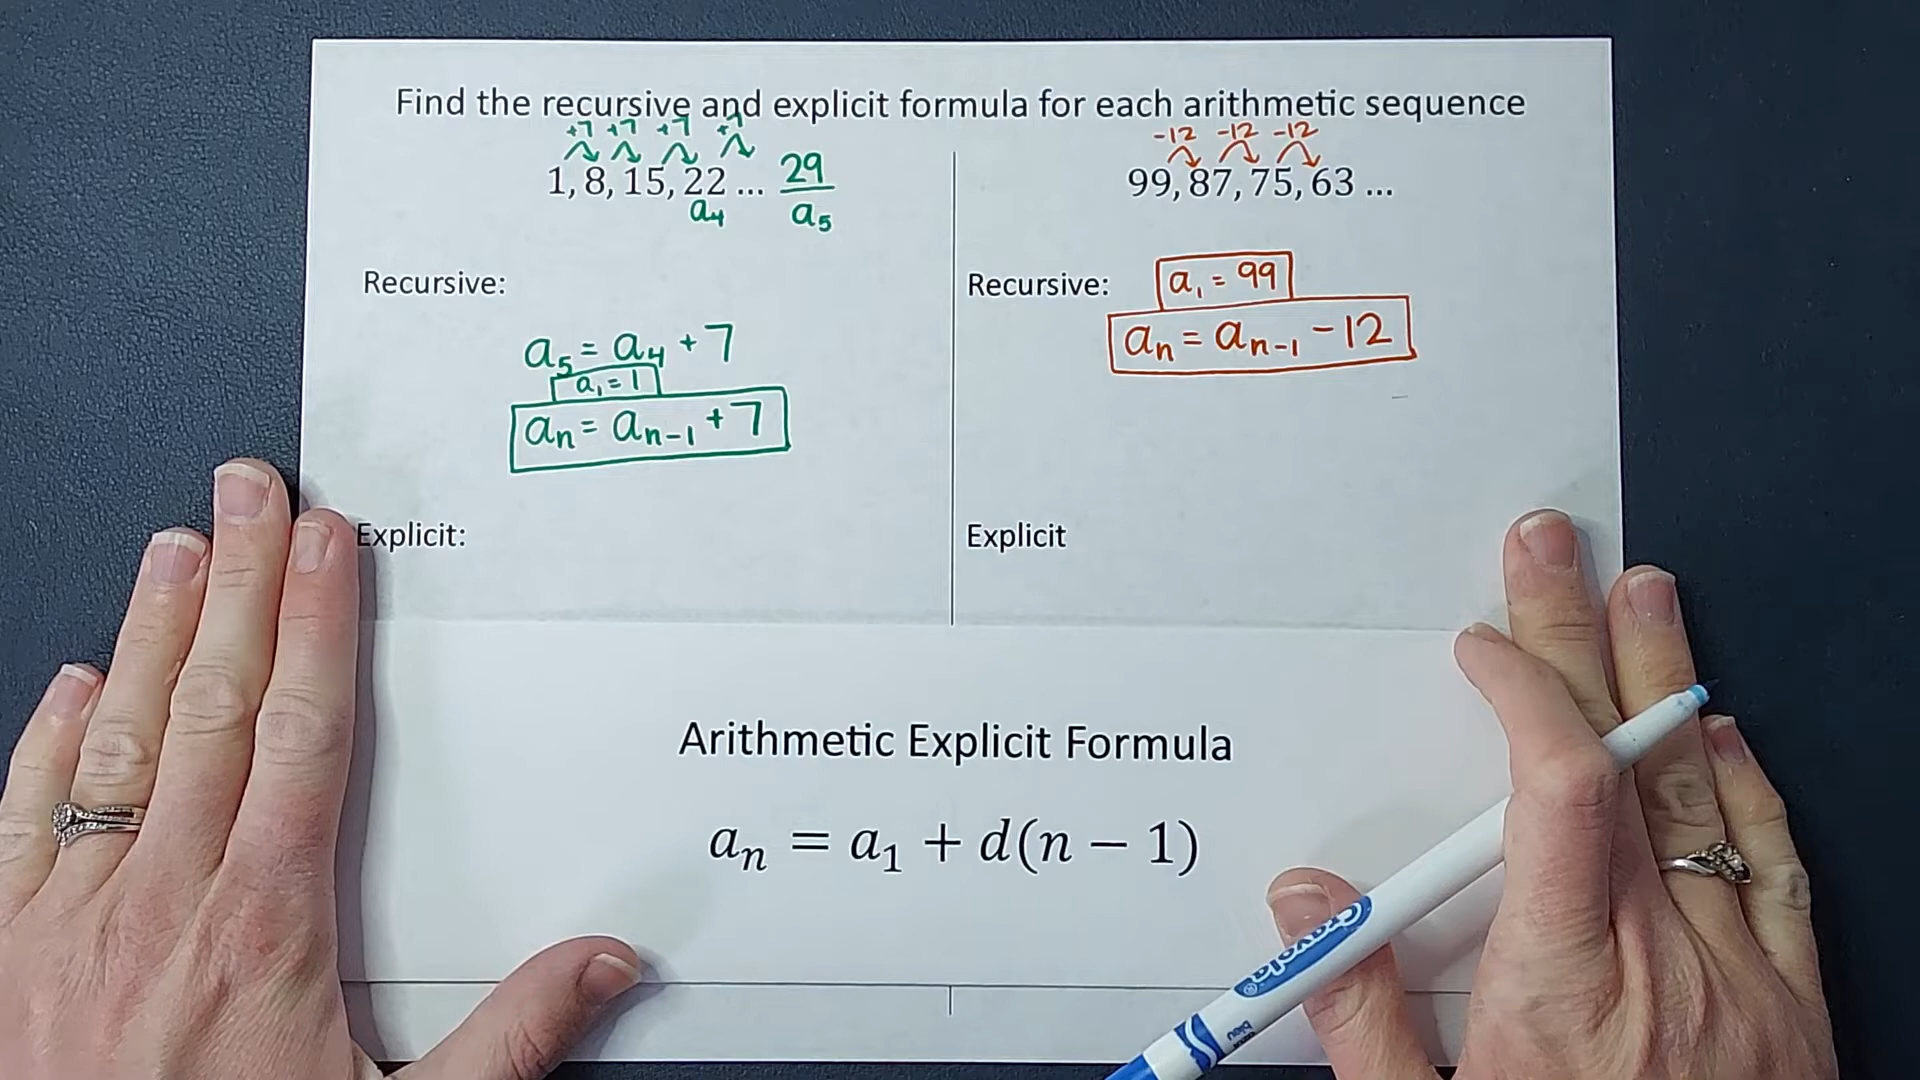 Find the recursive and explicit formula for each arithmetic sequence
+7 +7 +7 +7
1, 8, 15, 22 ... 29
a₄ a₅
Recursive:
a₅ = a₄ + 7
a₁ = 1
aₙ = aₙ₋₁ + 7
Explicit:
-12 -12 -12
99, 87, 75, 63 ...
Recursive: a₁ = 99
aₙ = aₙ₋₁ - 12
Explicit
Arithmetic Explicit Formula
aₙ = a₁ + d(n − 1)
Crayola